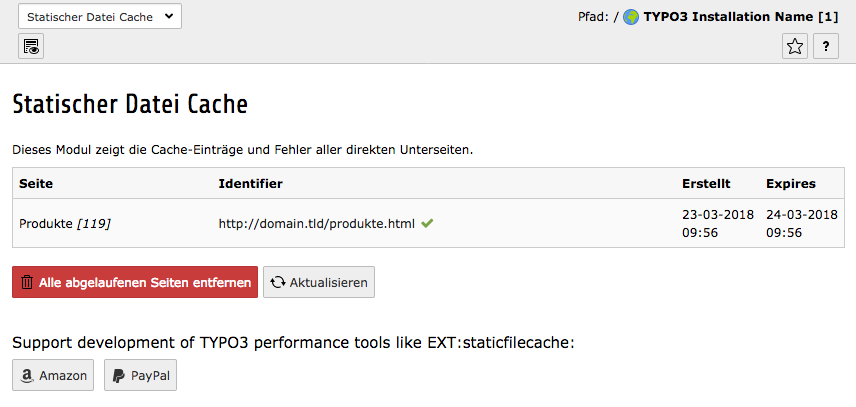 Statischer Datei Cache
Pfad: / TYPO3 Installation Name [1]
?
Statischer Datei Cache
Dieses Modul zeigt die Cache-Einträge und Fehler aller direkten Unterseiten.
Seite Identifier Erstellt Expires
Produkte [119] http://domain.tld/produkte.html 23-03-2018 24-03-2018
09:56 09:56
Alle abgelaufenen Seiten entfernen Aktualisieren
Support development of TYPO3 performance tools like EXT:staticfilecache:
Amazon PayPal